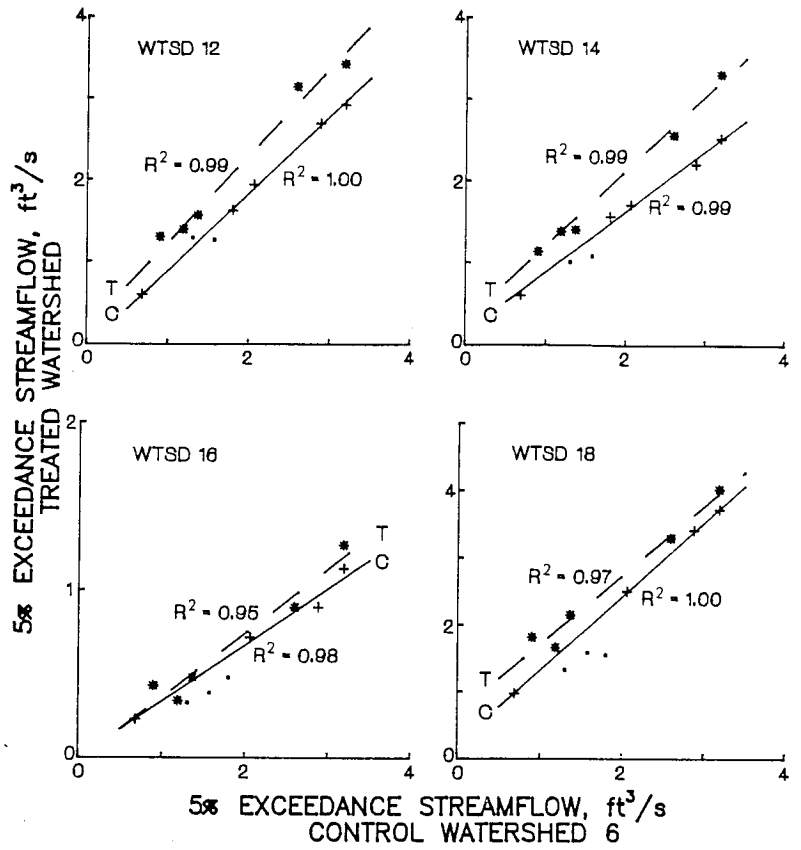 5% EXCEEDANCE STREAMFLOW, ft³/s
TREATED WATERSHED
4
2
0
WTSD 12
R² = 0.99
R² = 1.00
T
C
0 2 4
4
2
0
WTSD 14
R² = 0.99
R² = 0.99
T
C
0 2 4
2
1
0
WTSD 16
T
C
R² = 0.95
R² = 0.98
0 2 4
4
2
0
WTSD 18
R² = 0.97
R² = 1.00
T
C
0 2 4
5% EXCEEDANCE STREAMFLOW, ft³/s
CONTROL WATERSHED 6